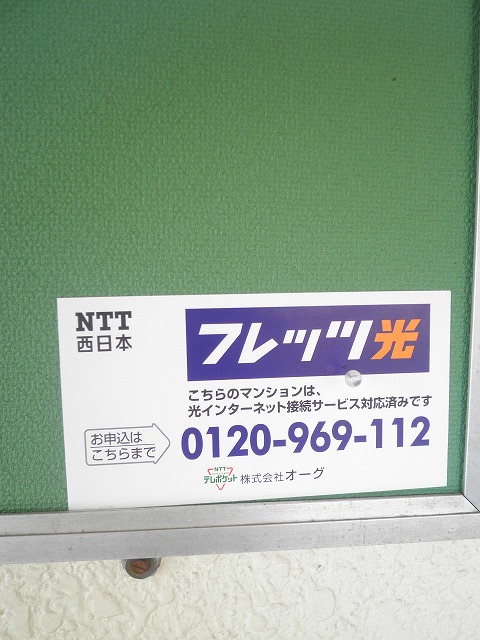 NTT
西日本
フレッツ光
こちらのマンションは、
光インターネット接続サービス対応済みです
お申込は
こちらまで
0120-969-112
NTT
テレポケット 株式会社オーグ